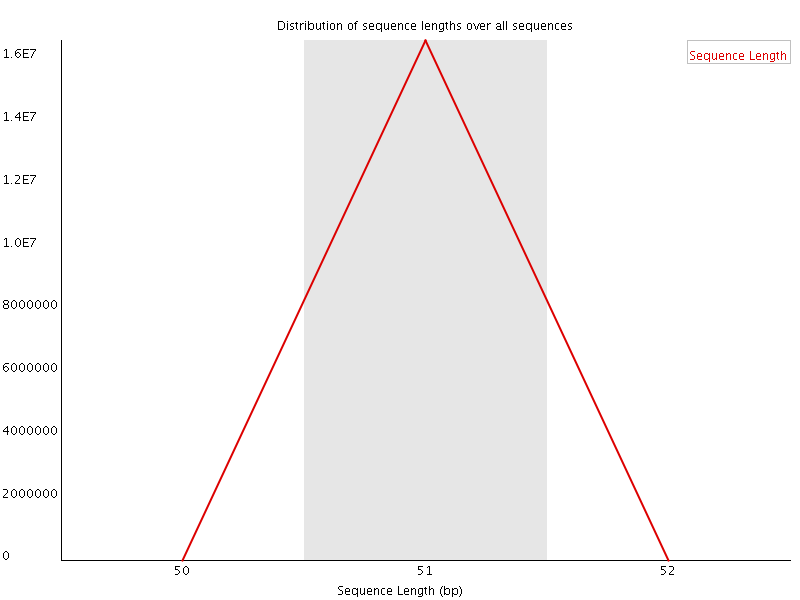 Distribution of sequence lengths over all sequences
Sequence Length
1.6E7
1.4E7
1.2E7
1.0E7
8000000
6000000
4000000
2000000
0
50 51 52
Sequence Length (bp)